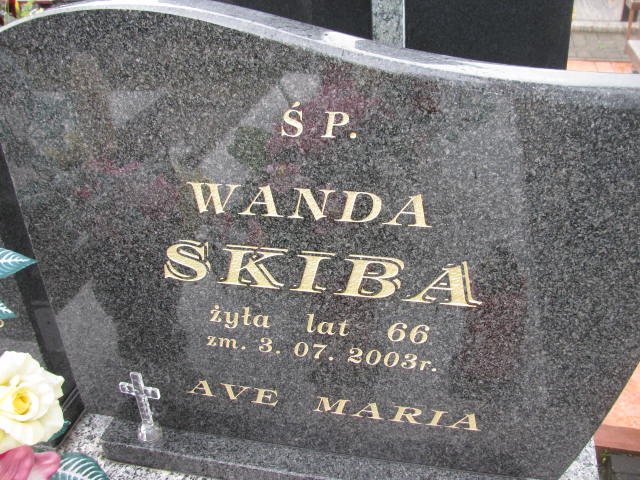 Ś P.
WANDA
SKIBA
żyła lat 66
zm. 3. 07. 2003r.
AVE MARIA